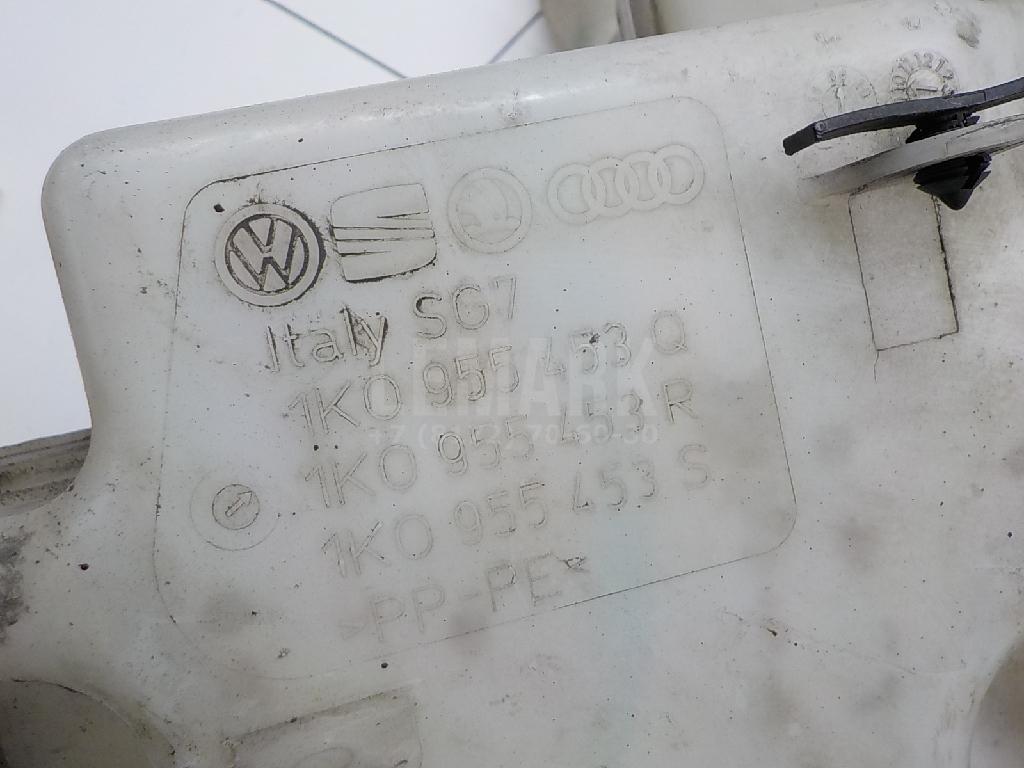 Italy SG7
1K0 955 453 Q
1K0 955 453 R
1K0 955 453 S
>PP-PE<